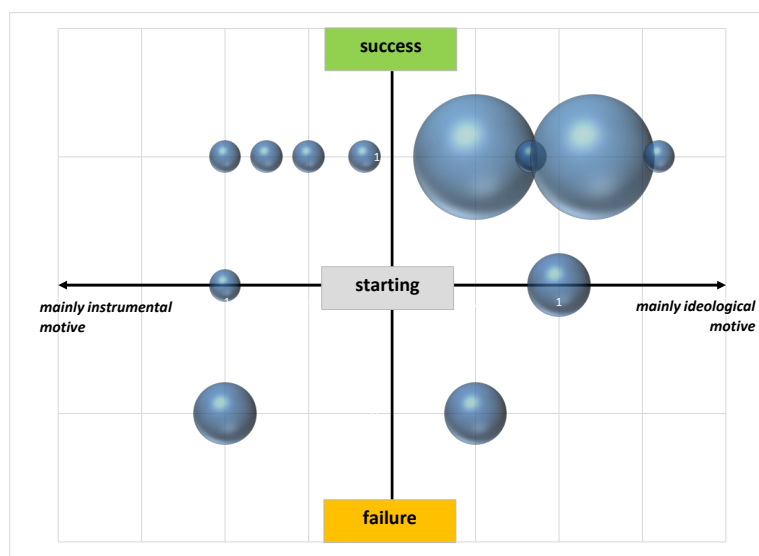 success
1
starting
1
1
mainly instrumental
motive
mainly ideological
motive
failure